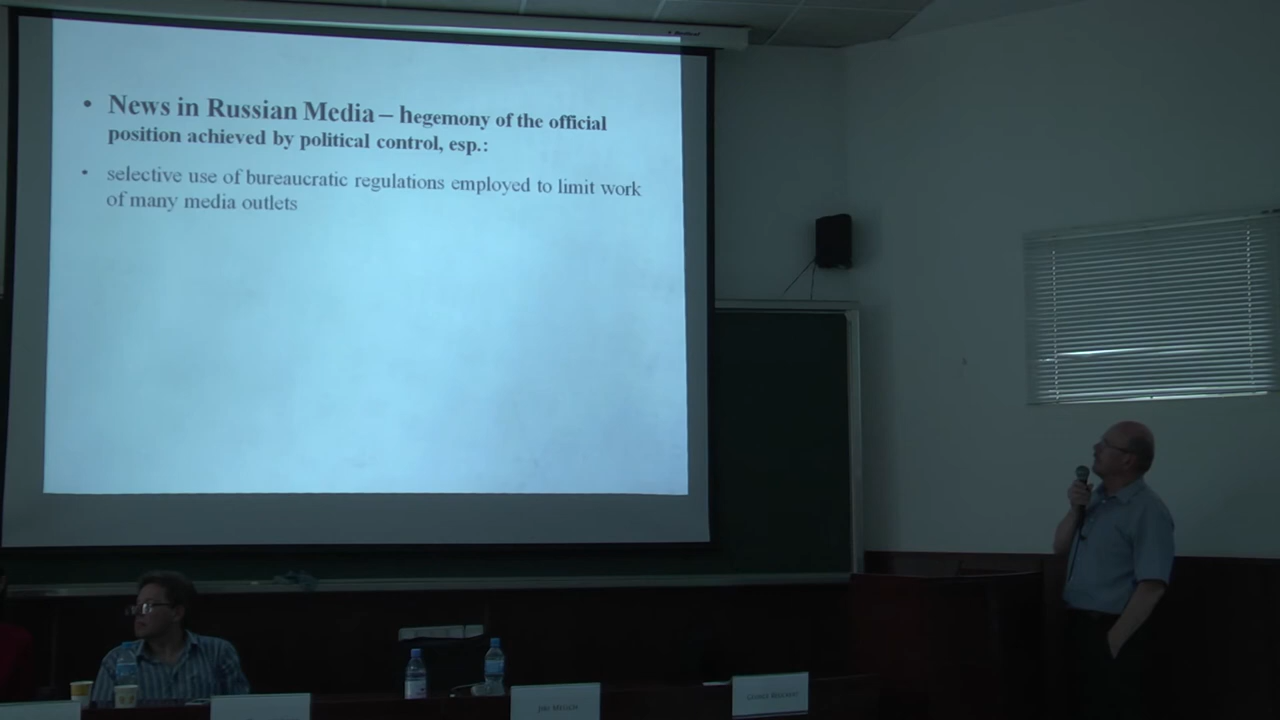 • News in Russian Media – hegemony of the official
position achieved by political control, esp.:
• selective use of bureaucratic regulations employed to limit work
of many media outlets